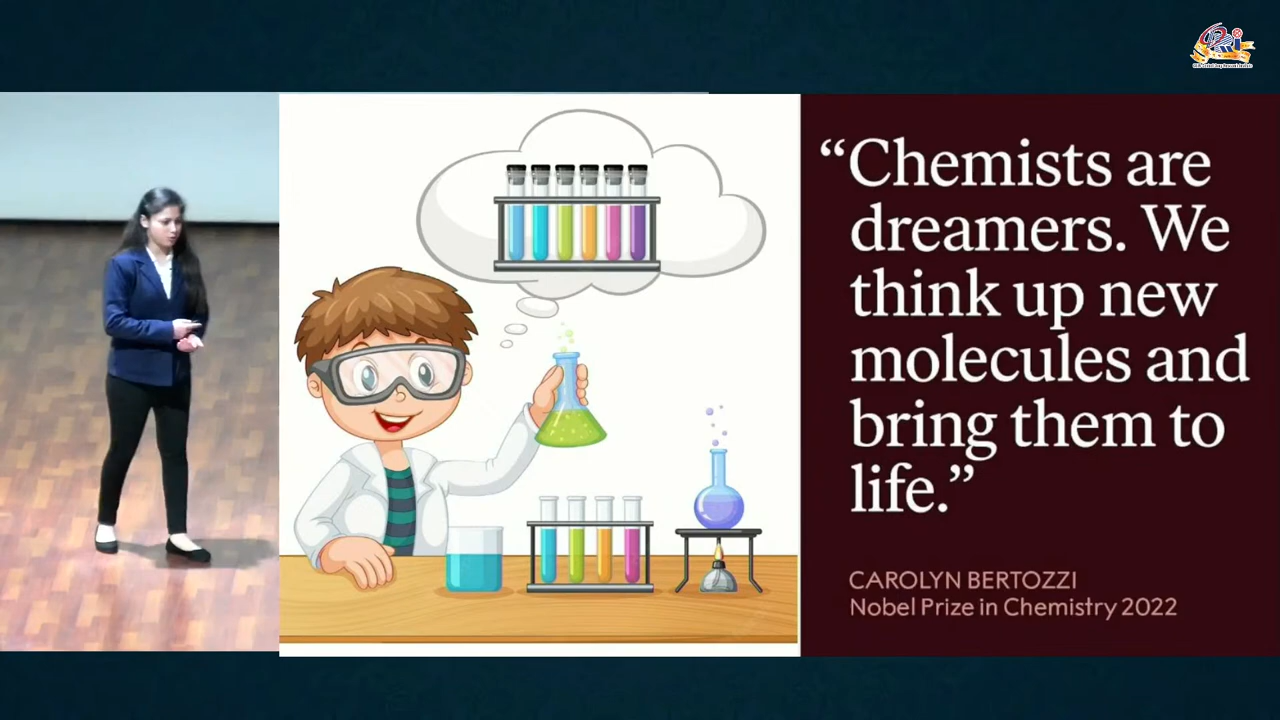 “Chemists are
dreamers. We
think up new
molecules and
bring them to
life.”
CAROLYN BERTOZZI
Nobel Prize in Chemistry 2022